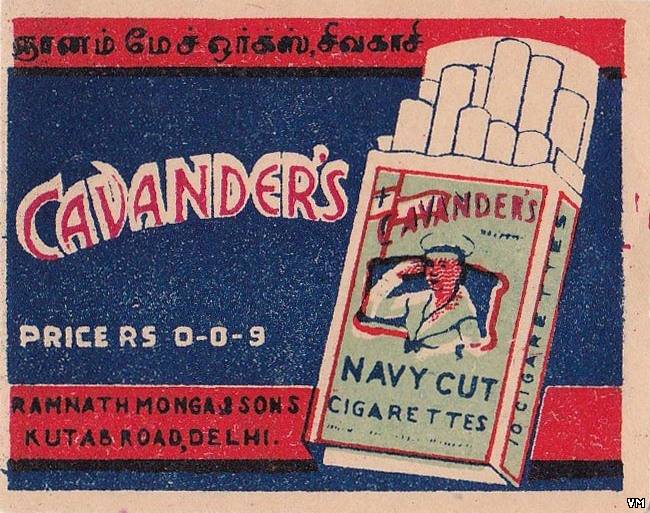 ஞானம் மேச் ஒர்க்ஸ், சிவகாசி
CAVANDER'S
PRICE RS 0-0-9
RAMNATH MONGA & SONS
KUTAB ROAD, DELHI.
CAVANDER'S
NAVY CUT
CIGARETTES
10 CIGARETTES
VM